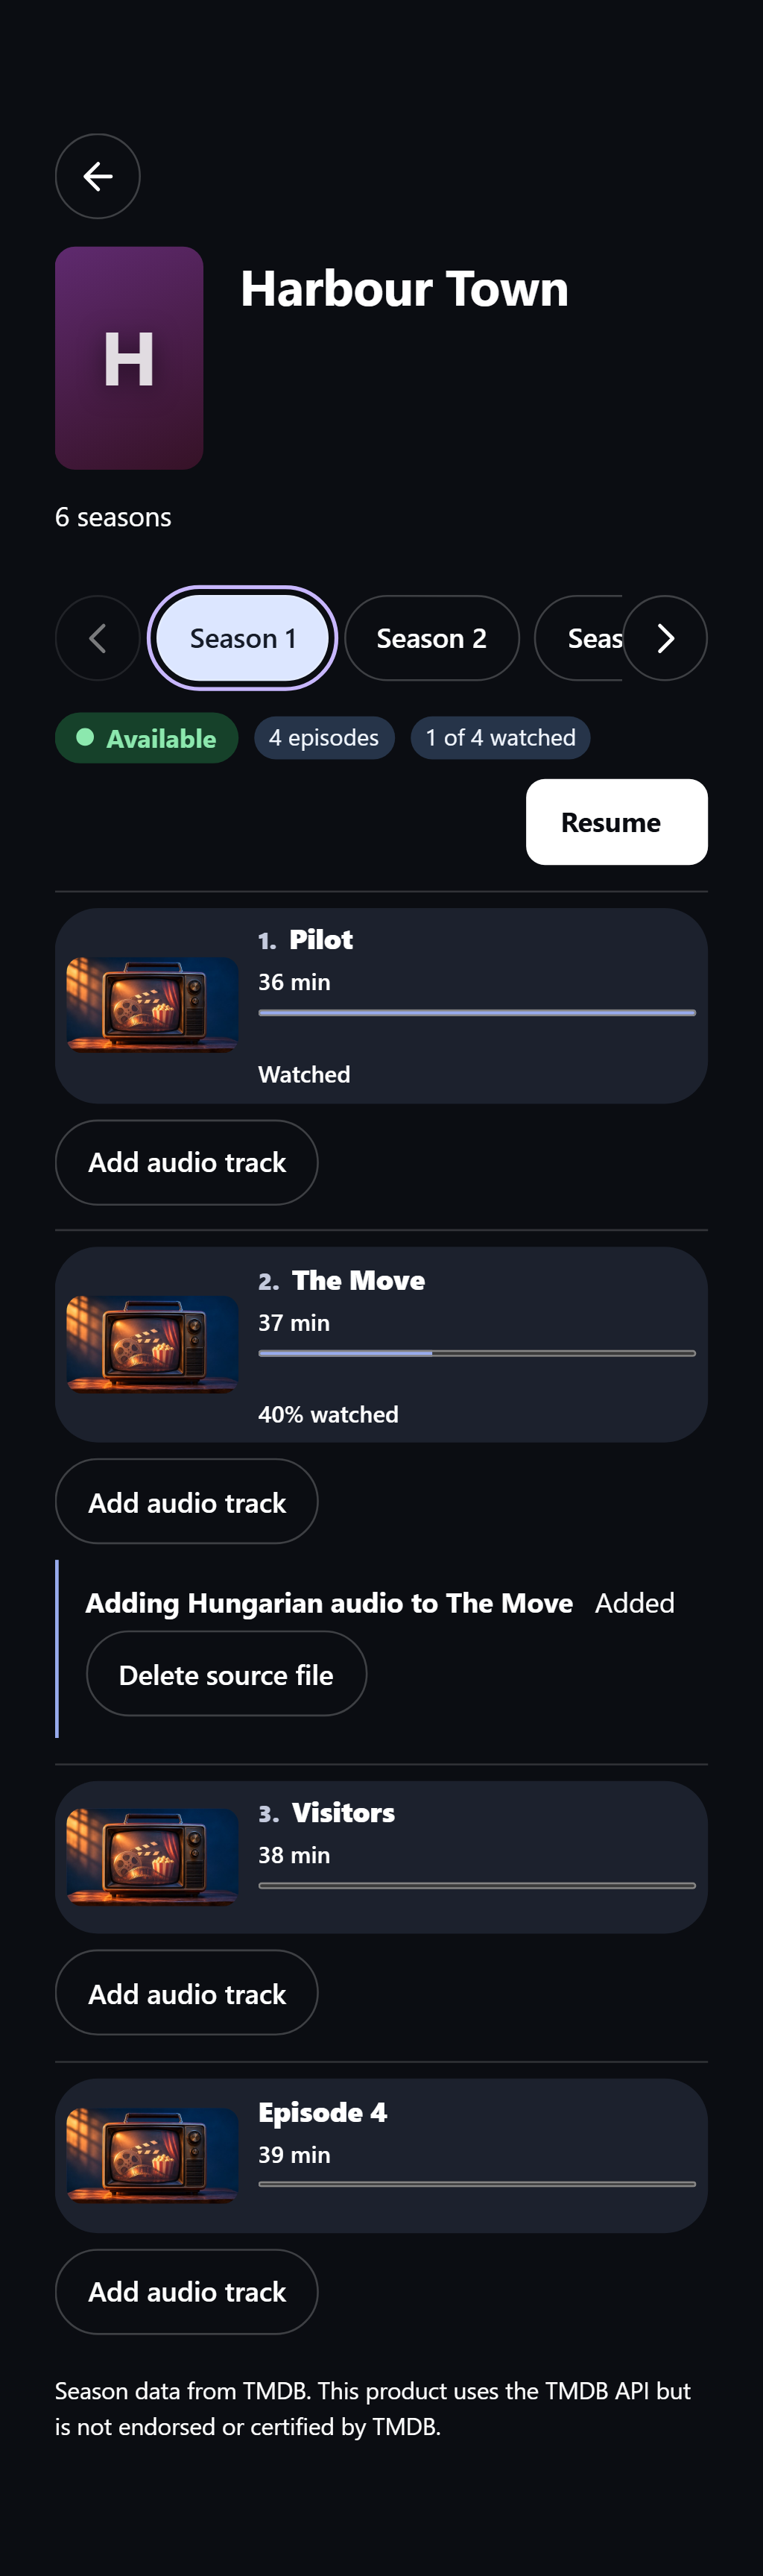 H
Harbour Town
6 seasons
Season 1
Season 2
Seas
Available
4 episodes
1 of 4 watched
Resume
1. Pilot
36 min
Watched
Add audio track
2. The Move
37 min
40% watched
Add audio track
Adding Hungarian audio to The Move Added
Delete source file
3. Visitors
38 min
Add audio track
Episode 4
39 min
Add audio track
Season data from TMDB. This product uses the TMDB API but
is not endorsed or certified by TMDB.